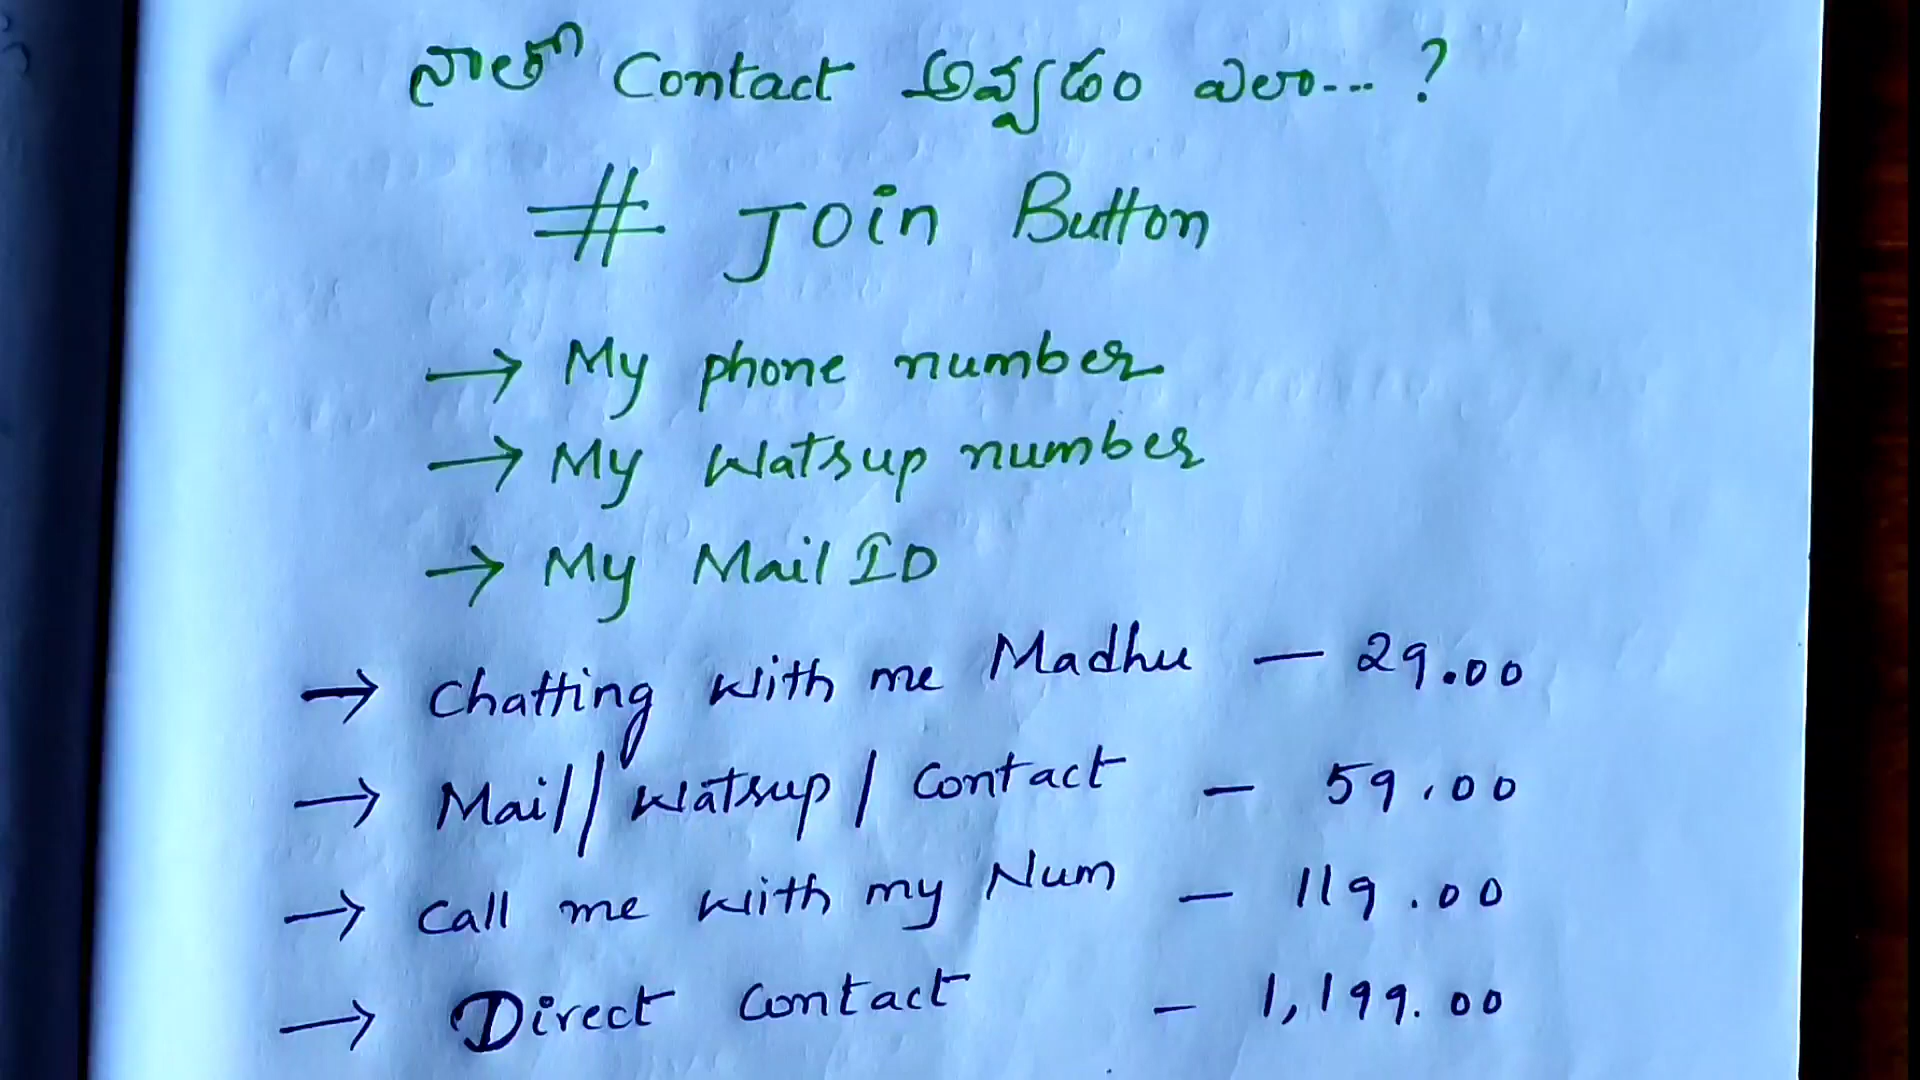 నాతో Contact అవ్వడం ఎలా...?
# Join Button
→ My phone number
→ My Watsup number
→ My Mail ID
→ Chatting with me Madhu — 29.00
→ Mail/Watsup/Contact — 59.00
→ Call me with my Num — 119.00
→ Direct Contact — 1,199.00